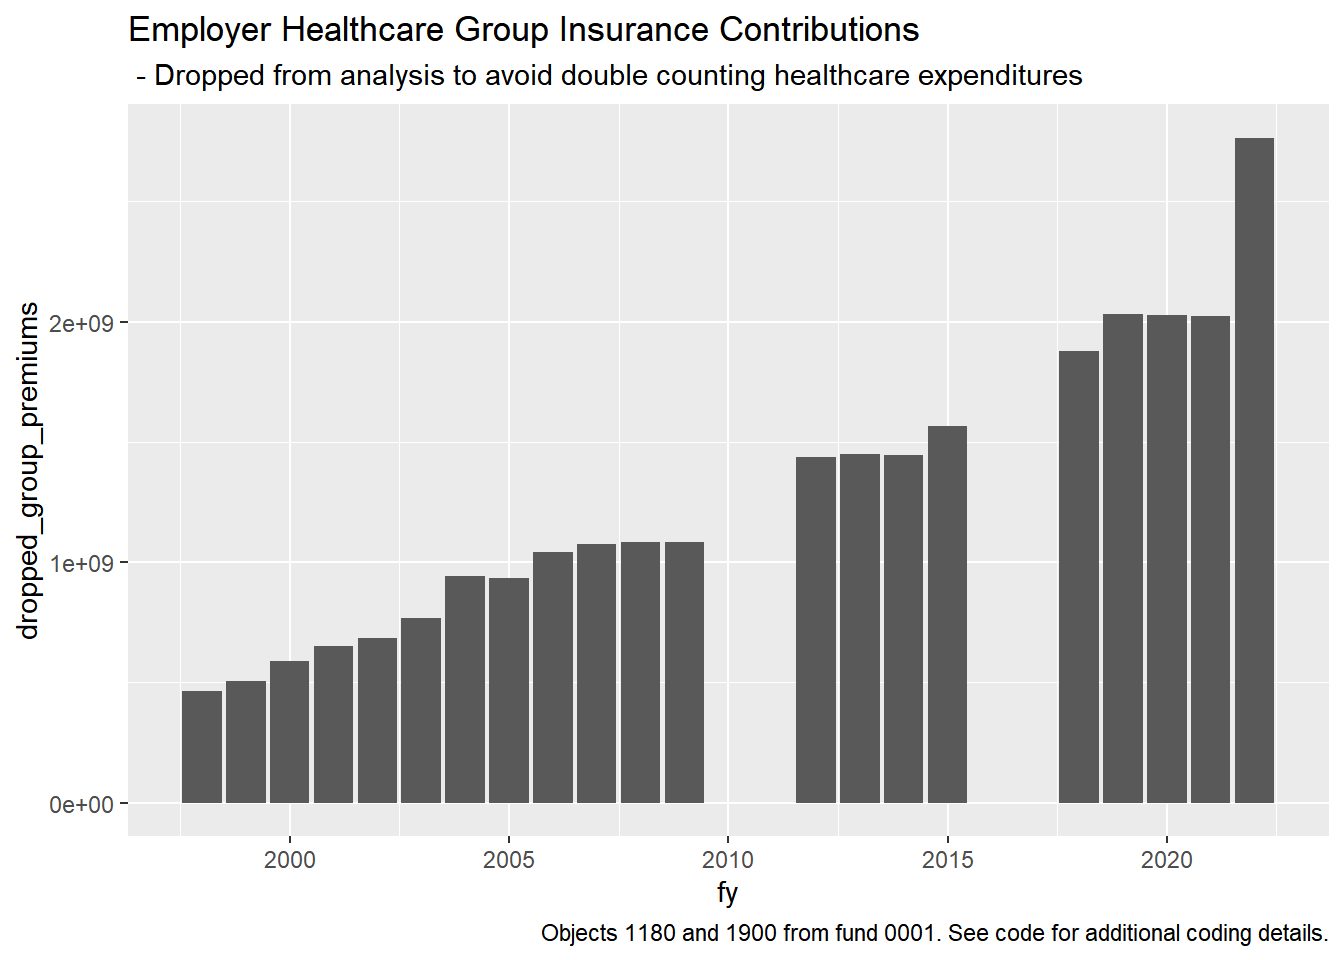 Employer Healthcare Group Insurance Contributions
- Dropped from analysis to avoid double counting healthcare expenditures
dropped_group_premiums
2e+09
1e+09
0e+00
2000 2005 2010 2015 2020
fy
Objects 1180 and 1900 from fund 0001. See code for additional coding details.